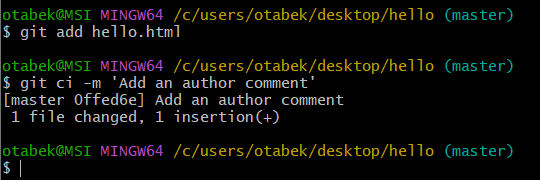 otabek@MSI MINGW64 /c/users/otabek/desktop/hello (master)
$ git add hello.html
otabek@MSI MINGW64 /c/users/otabek/desktop/hello (master)
$ git ci -m 'Add an author comment'
[master 0ffed6e] Add an author comment
 1 file changed, 1 insertion(+)
otabek@MSI MINGW64 /c/users/otabek/desktop/hello (master)
$